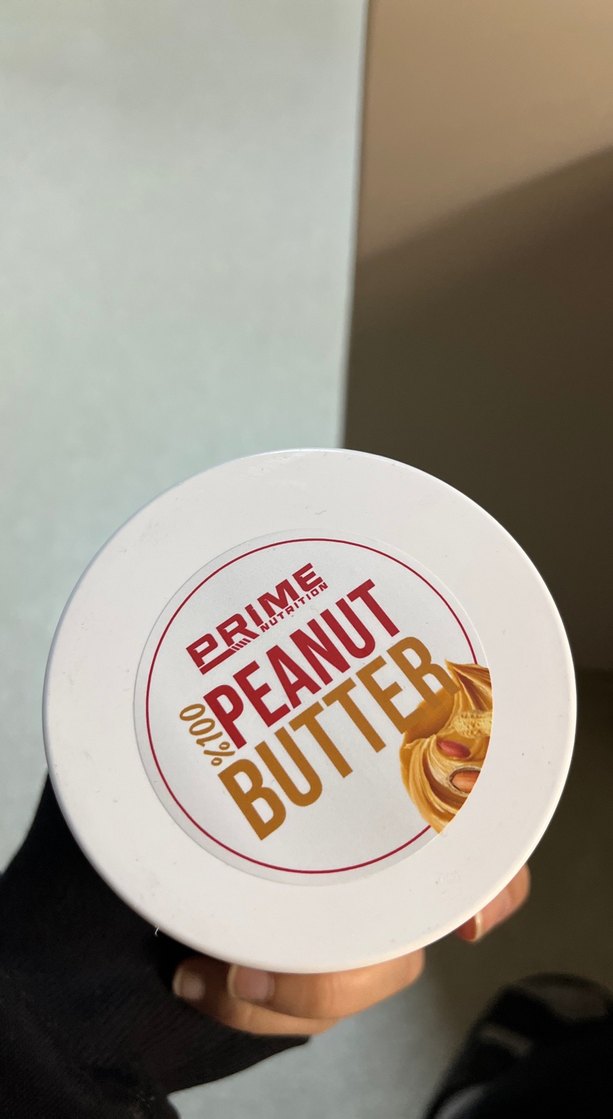 PRIME
NUTRITION
%100
PEANUT
BUTTER